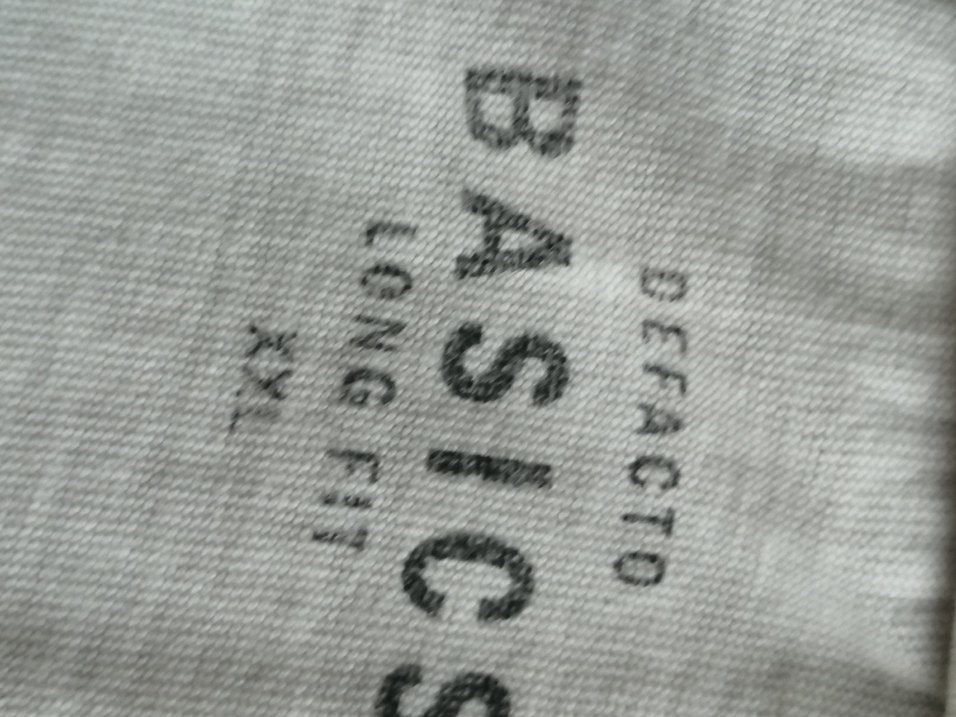 DEFACTO
BASICS
LONG FIT
XXL